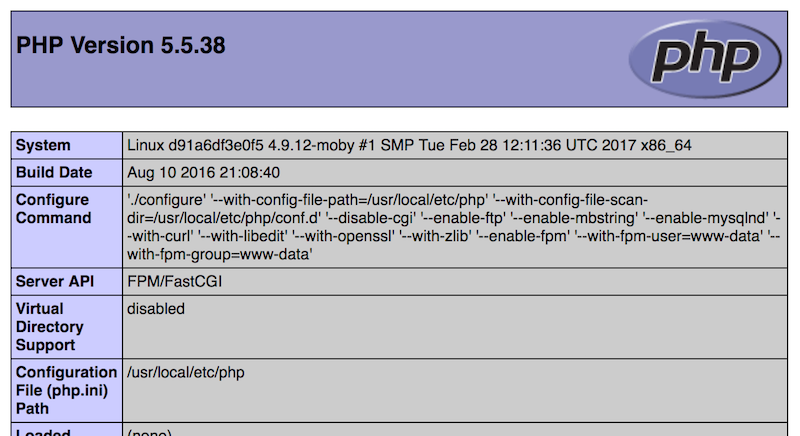 PHP Version 5.5.38
php
System Linux d91a6df3e0f5 4.9.12-moby #1 SMP Tue Feb 28 12:11:36 UTC 2017 x86_64
Build Date Aug 10 2016 21:08:40
Configure Command
'./configure' '--with-config-file-path=/usr/local/etc/php' '--with-config-file-scan-
dir=/usr/local/etc/php/conf.d' '--disable-cgi' '--enable-ftp' '--enable-mbstring' '--enable-mysqlnd' '-
-with-curl' '--with-libedit' '--with-openssl' '--with-zlib' '--enable-fpm' '--with-fpm-user=www-data' '--
with-fpm-group=www-data'
Server API FPM/FastCGI
Virtual
Directory
Support
disabled
Configuration
File (php.ini)
Path
/usr/local/etc/php
Loaded (none)